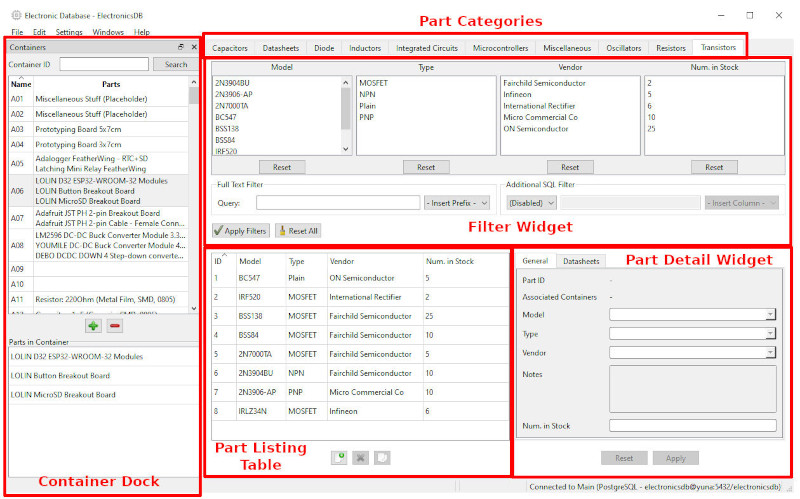 Electronic Database - ElectronicsDB
File Edit Settings Windows Help
Part Categories
Containers
Container ID Search
Name Parts
A01 Miscellaneous Stuff (Placeholder)
A02 Miscellaneous Stuff (Placeholder)
A03 Prototyping Board 5x7cm
A04 Prototyping Board 3x7cm
A05 Adalogger FeatherWing - RTC+SD
Latching Mini Relay FeatherWing
A06 LOLIN D32 ESP32-WROOM-32 Modules
LOLIN Button Breakout Board
LOLIN MicroSD Breakout Board
A07 Adafruit JST PH 2-pin Breakout Board
Adafruit JST PH 2-pin Cable - Female Conn...
A08 LM2596 DC-DC Buck Converter Module 3.3...
YOUMILE DC-DC Buck Converter Module 4...
DEBO DCDC DOWN 4 Step-down converte...
A09
A10
A11 Resistor: 220Ohm (Metal Film, SMD, 0805)
Parts in Container
LOLIN D32 ESP32-WROOM-32 Modules
LOLIN Button Breakout Board
LOLIN MicroSD Breakout Board
Container Dock
Capacitors Datasheets Diode Inductors Integrated Circuits Microcontrollers Miscellaneous Oscillators Resistors Transistors
Model Type Vendor Num. in Stock
2N3904BU MOSFET Fairchild Semiconductor 2
2N3906-AP NPN Infineon 5
2N7000TA Plain International Rectifier 6
BC547 PNP Micro Commercial Co 10
BSS138 ON Semiconductor 25
BSS84
IRF520
Reset Reset Reset Reset
Full Text Filter Additional SQL Filter
Query: - Insert Prefix - (Disabled) - Insert Column -
Apply Filters Reset All
Filter Widget
ID Model Type Vendor Num. in Stock
1 BC547 Plain ON Semiconductor 5
2 IRF520 MOSFET International Rectifier 2
3 BSS138 MOSFET Fairchild Semiconductor 25
4 BSS84 MOSFET Fairchild Semiconductor 10
5 2N7000TA MOSFET Fairchild Semiconductor 5
6 2N3904BU NPN Fairchild Semiconductor 10
7 2N3906-AP PNP Micro Commercial Co 10
8 IRLZ34N MOSFET Infineon 6
Part Listing
Table
General Datasheets
Part Detail Widget
Part ID -
Associated Containers -
Model
Type
Vendor
Notes
Num. in Stock
Reset Apply
Connected to Main (PostgreSQL - electronicsdb@yuna:5432/electronicsdb)